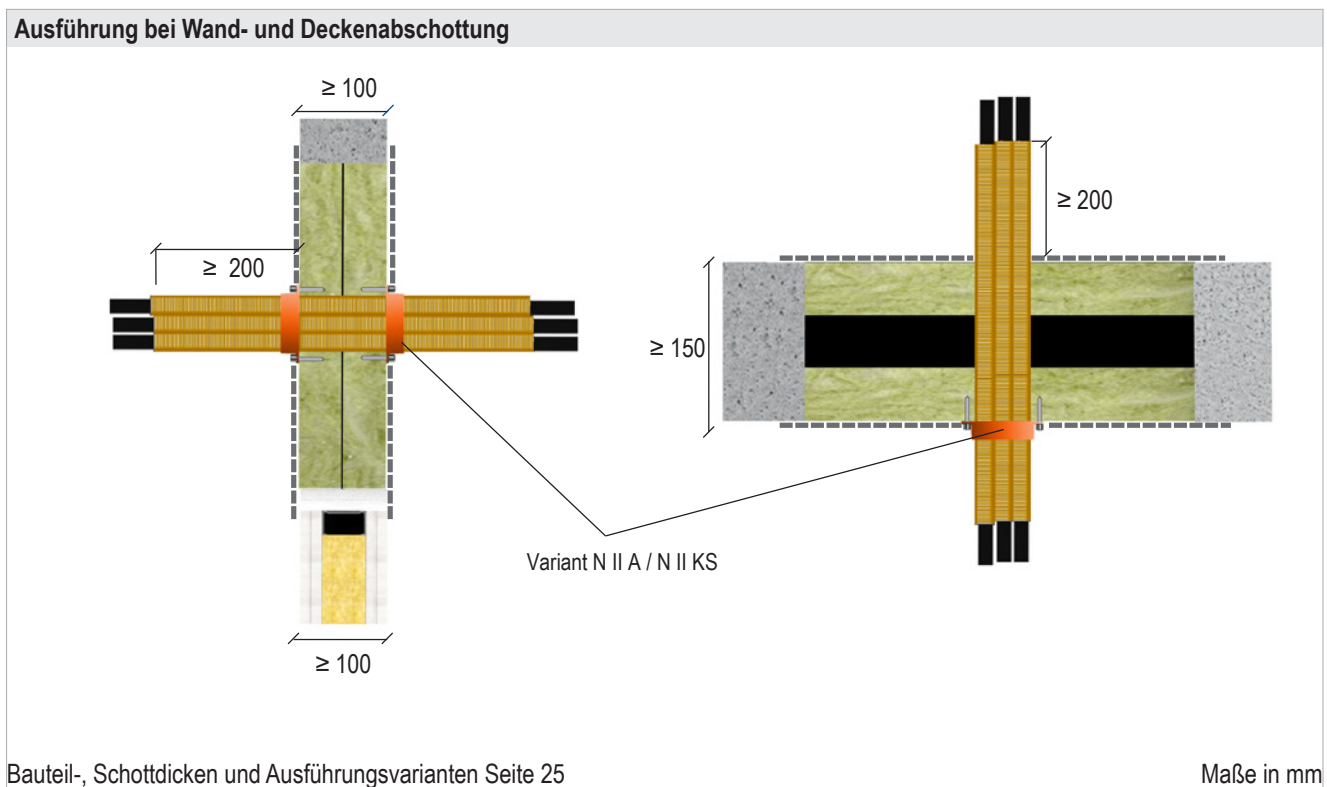 Ausführung bei Wand- und Deckenabschottung
≥ 100
≥ 200
≥ 200
≥ 150
Variant N II A / N II KS
≥ 100
Bauteil-, Schottdicken und Ausführungsvarianten Seite 25
Maße in mm